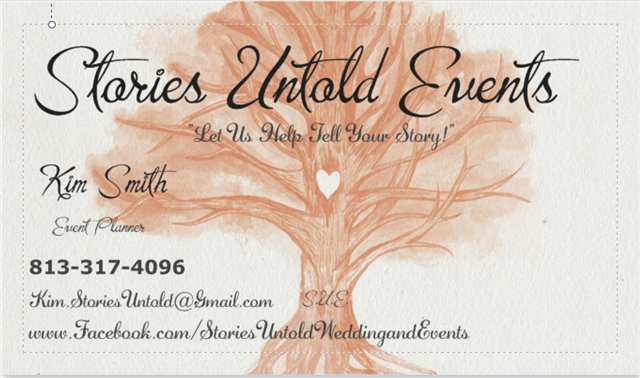 Stories Untold Events
"Let Us Help Tell Your Story!"
Kim Smith
Event Planner
813-317-4096
Kim.StoriesUntold@Gmail.com S.U.E.
www.Facebook.com/StoriesUntoldWeddingandEvents